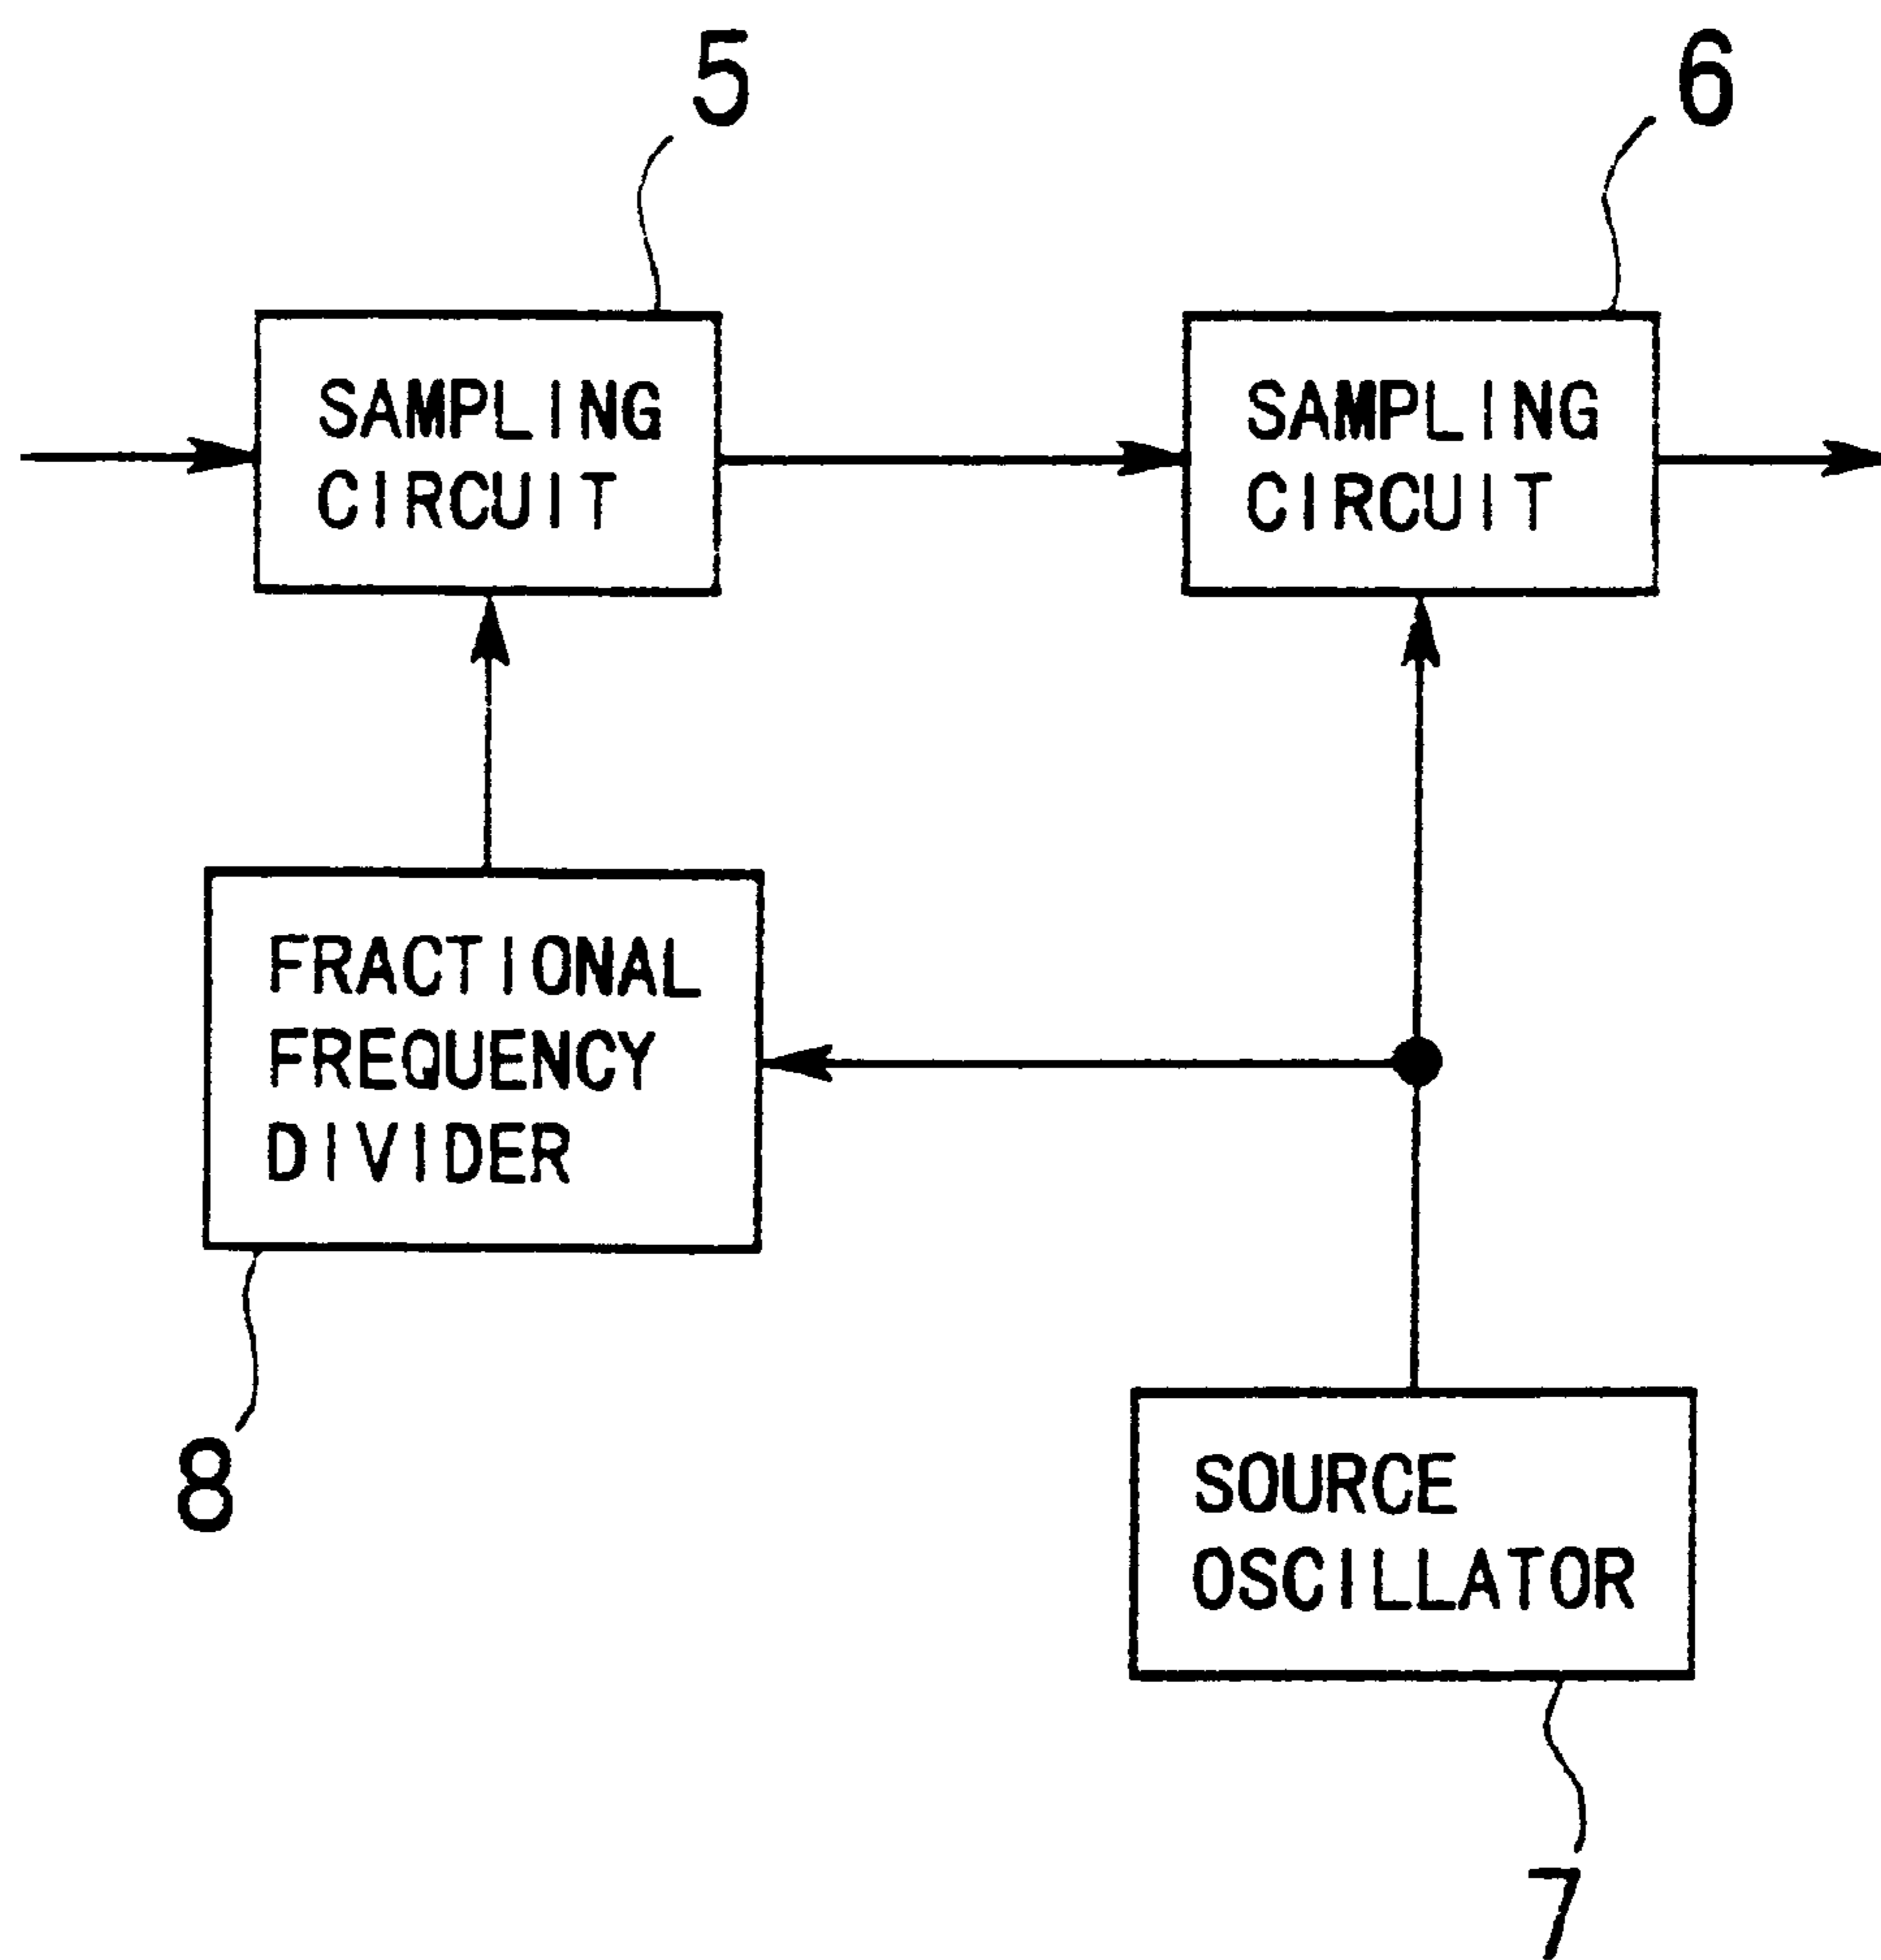 5
6
SAMPLING
CIRCUIT
SAMPLING
CIRCUIT
FRACTIONAL
FREQUENCY
DIVIDER
8
SOURCE
OSCILLATOR
7